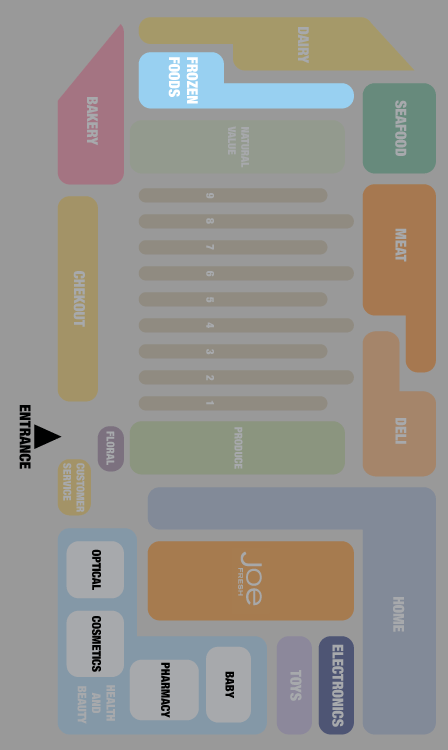 DAIRY
FROZEN
FOODS
BAKERY
NATURAL
VALUE
SEAFOOD
9
8
7
6
5
4
3
2
1
MEAT
CHEKOUT
DELI
ENTRANCE
FLORAL
PRODUCE
CUSTOMER
SERVICE
OPTICAL
JOE
FRESH
HOME
COSMETICS
HEALTH
AND
BEAUTY
PHARMACY
BABY
TOYS
ELECTRONICS